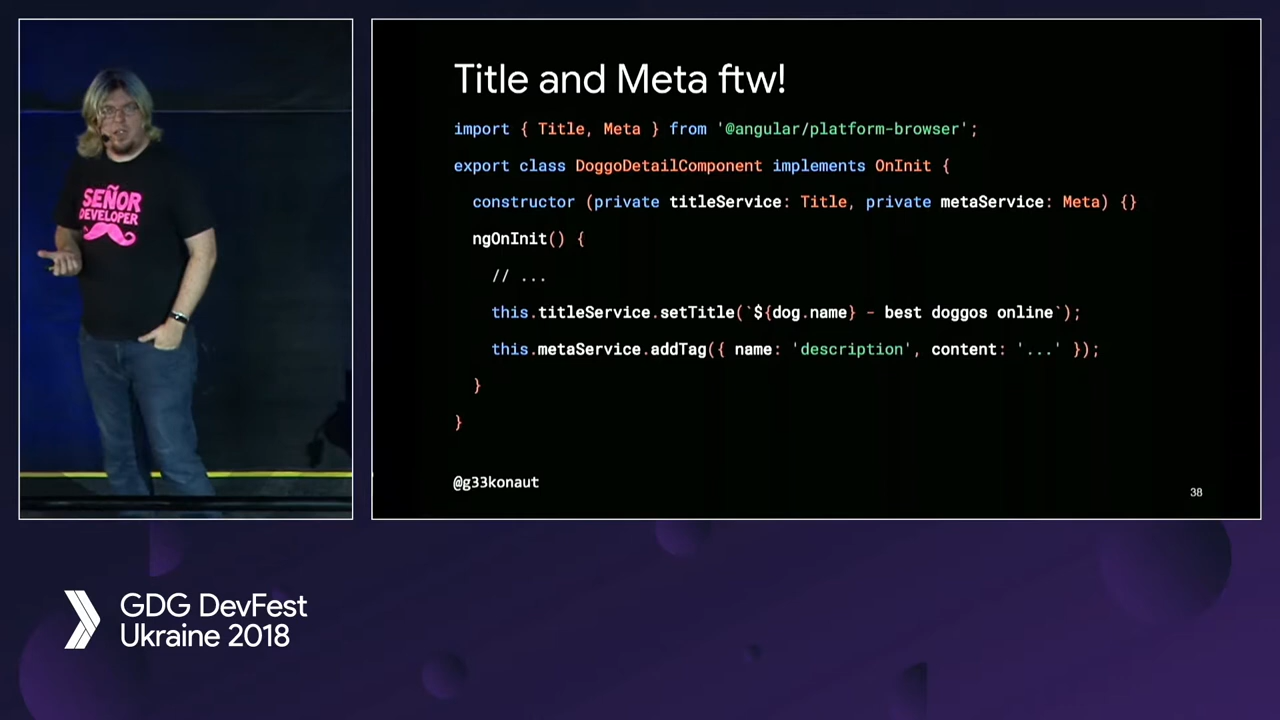 SEÑOR
DEVELOPER
Title and Meta ftw!
import { Title, Meta } from '@angular/platform-browser';
export class DoggoDetailComponent implements OnInit {
constructor (private titleService: Title, private metaService: Meta) {}
ngOnInit() {
// ...
this.titleService.setTitle(`${dog.name} - best doggos online`);
this.metaService.addTag({ name: 'description', content: '...' });
}
}
@g33konaut
38
GDG DevFest
Ukraine 2018